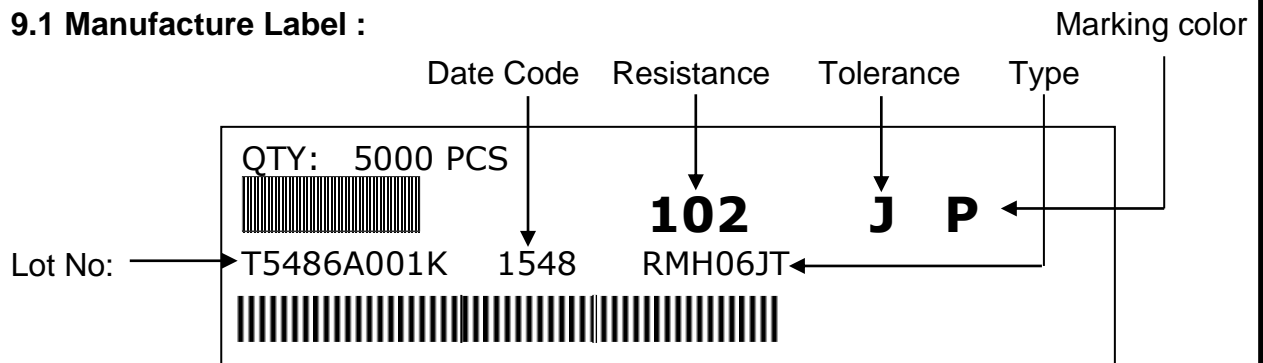 9.1 Manufacture Label : Marking color
Date Code Resistance Tolerance Type
QTY: 5000 PCS
102 J P
Lot No: T5486A001K 1548 RMH06JT